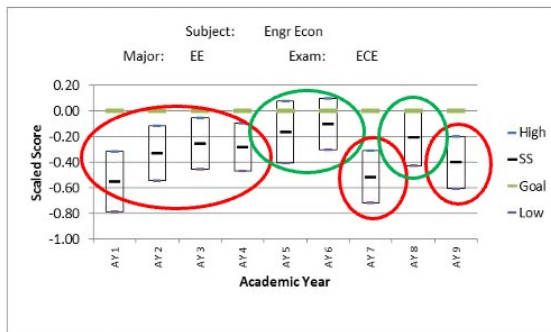 Subject: Engr Econ
Major: EE Exam: ECE
0.20
0.00
-0.20
-0.40
-0.60
-0.80
-1.00
Scaled Score
High
SS
Goal
Low
AY 1
AY 2
AY 3
AY 4
AY 5
AY 6
AY 7
AY 8
AY 9
Academic Year